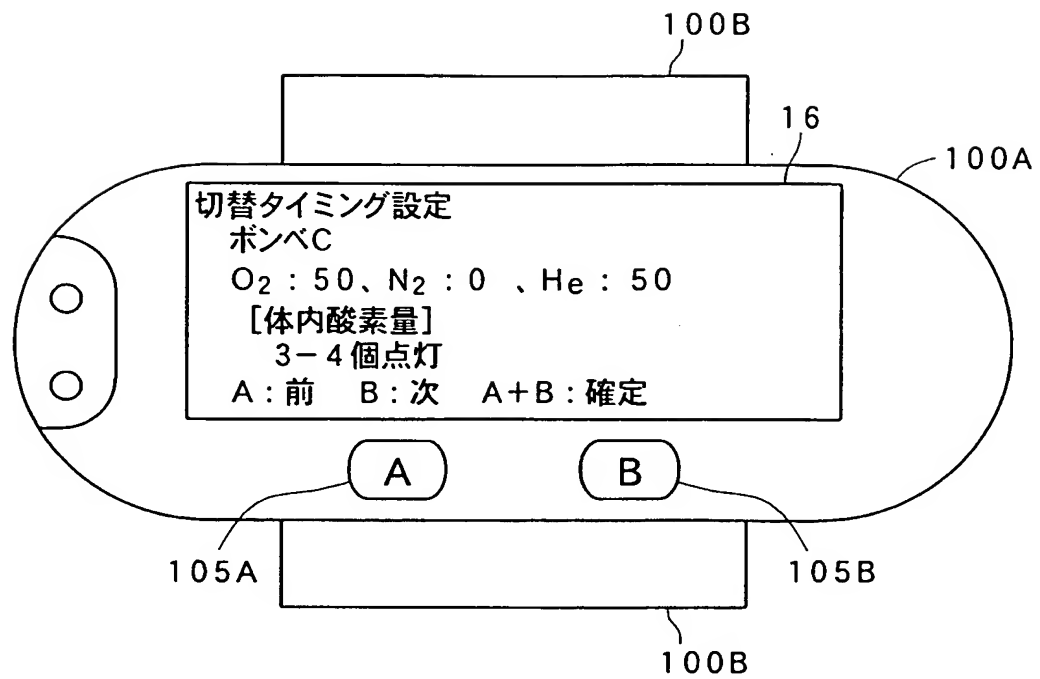 100B
16
100A
切替タイミング設定
ボンベC
O2：50、N2：0 、He：50
[体内酸素量]
3－4個点灯
A：前 B：次 A＋B：確定
A
B
105A
105B
100B